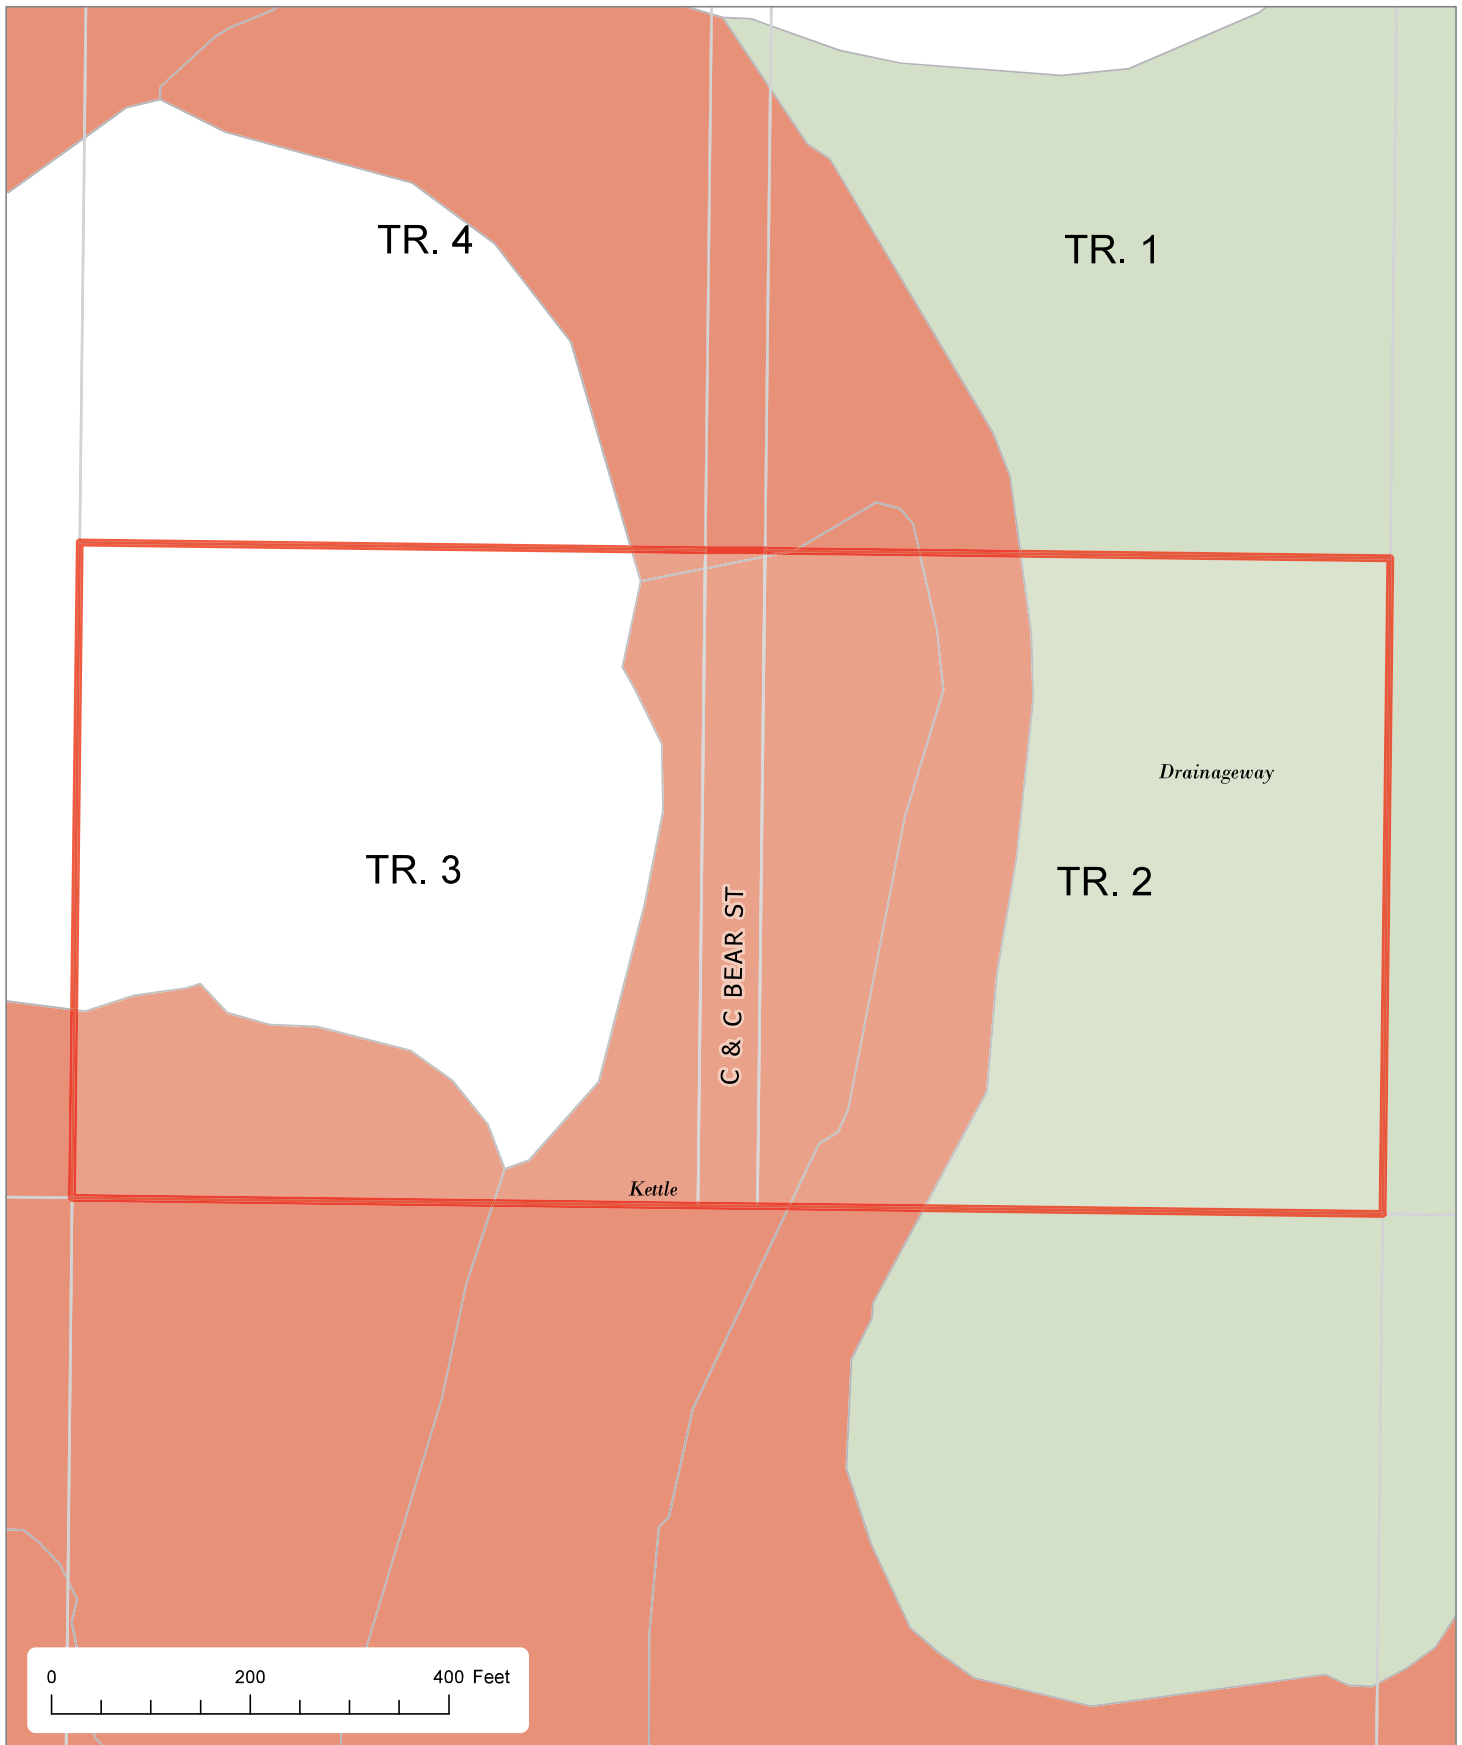 TR. 4
TR. 1
Drainageway
TR. 3
TR. 2
C & C BEAR ST
Kettle
0 200 400 Feet